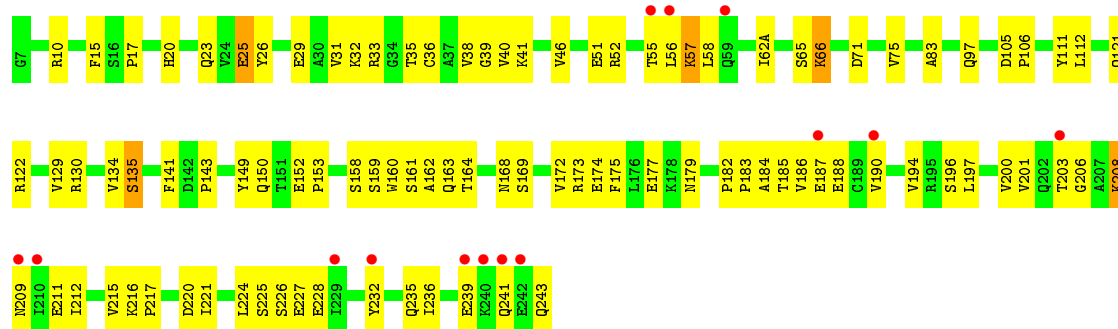 G7 R10 F15 S16 P17 H20 Q23 V24 E25 Y26 E29 A30 V31 K32 R33 G34 T35 C36 A37 V38 G39 V40 K41 V46 E51 R52 T55 L56 K57 L58 Q59 I62A S65 K66 D71 V75 A83 Q97 D105 P106 Y111 L112 Q121
R122 V129 R130 V134 S135 F141 D142 P143 Y149 Q150 T151 E152 P153 S158 S159 W160 S161 A162 Q163 T164 N168 S169 V172 R173 E174 F175 L176 E177 K178 N179 P182 P183 A184 T185 V186 E187 E188 C189 V190 V194 R195 S196 L197 V200 V201 Q202 T203 G206 A207 K208
N209 I210 E211 I212 V215 K216 P217 D220 I221 L224 S225 S226 E227 E228 I229 Y232 Q235 I236 E239 K240 Q241 E242 Q243